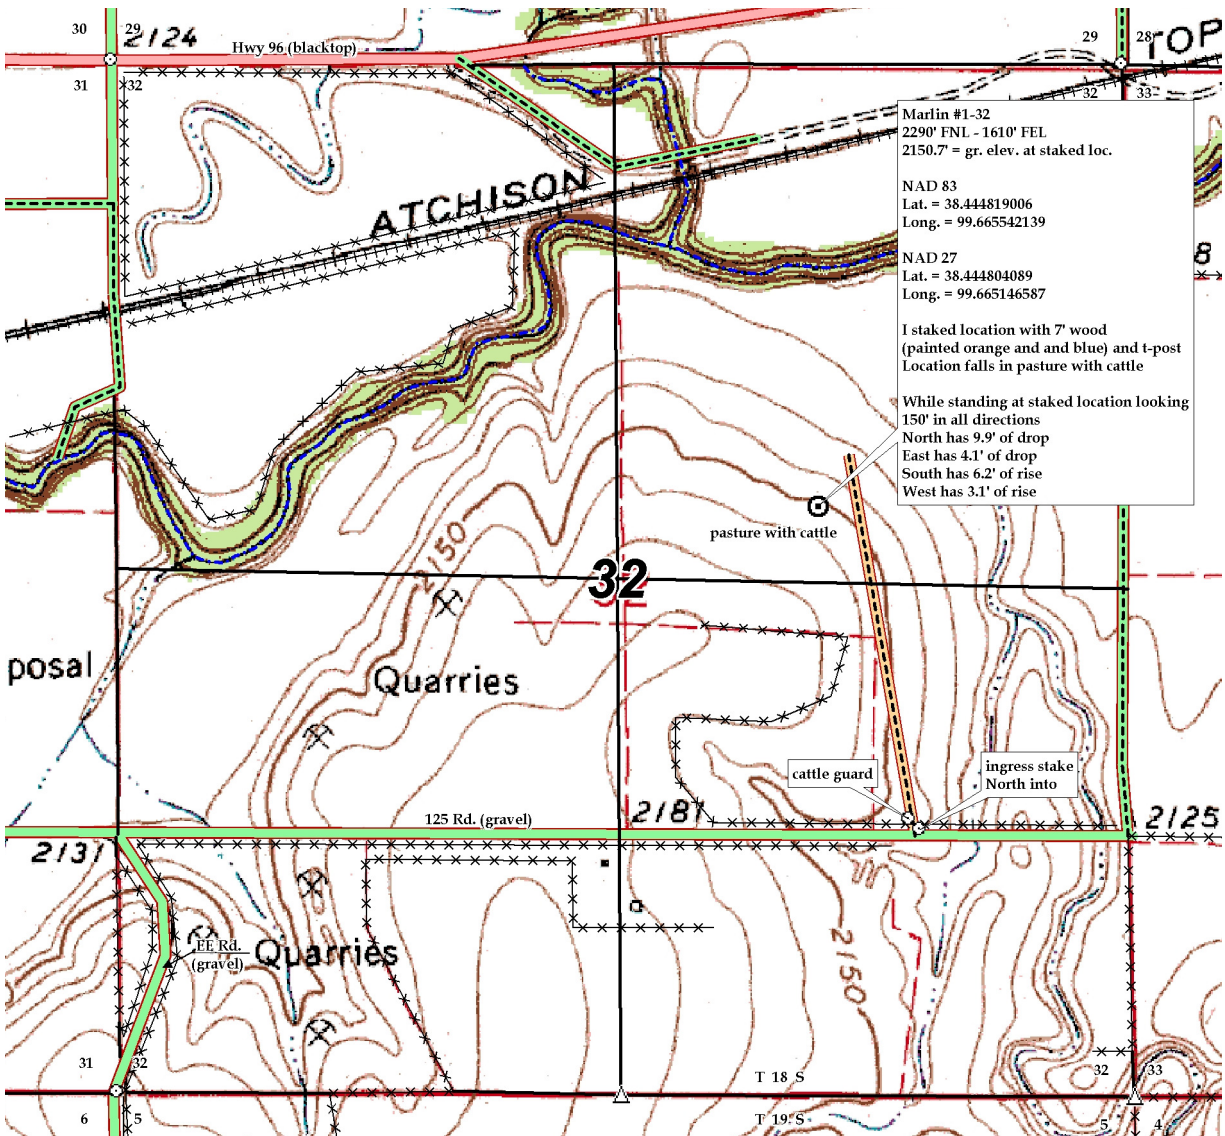 30
29
2124
Hwy 96 (blacktop)
29
28
TOP
31
32
32
33
Marlin #1-32
2290' FNL - 1610' FEL
2150.7' = gr. elev. at staked loc.
NAD 83
Lat. = 38.444819006
Long. = 99.665542139
NAD 27
Lat. = 38.444804089
Long. = 99.665146587
I staked location with 7' wood
(painted orange and and blue) and t-post
Location falls in pasture with cattle
While standing at staked location looking
150' in all directions
North has 9.9' of drop
East has 4.1' of drop
South has 6.2' of rise
West has 3.1' of rise
ATCHISON
8
pasture with cattle
2150
32
posal
Quarries
cattle guard
ingress stake
North into
2181
125 Rd. (gravel)
2125
2131
EE Rd.
(gravel)
Quarries
2150
31
32
T 18 S
32
33
6
5
T 19 S
5
4